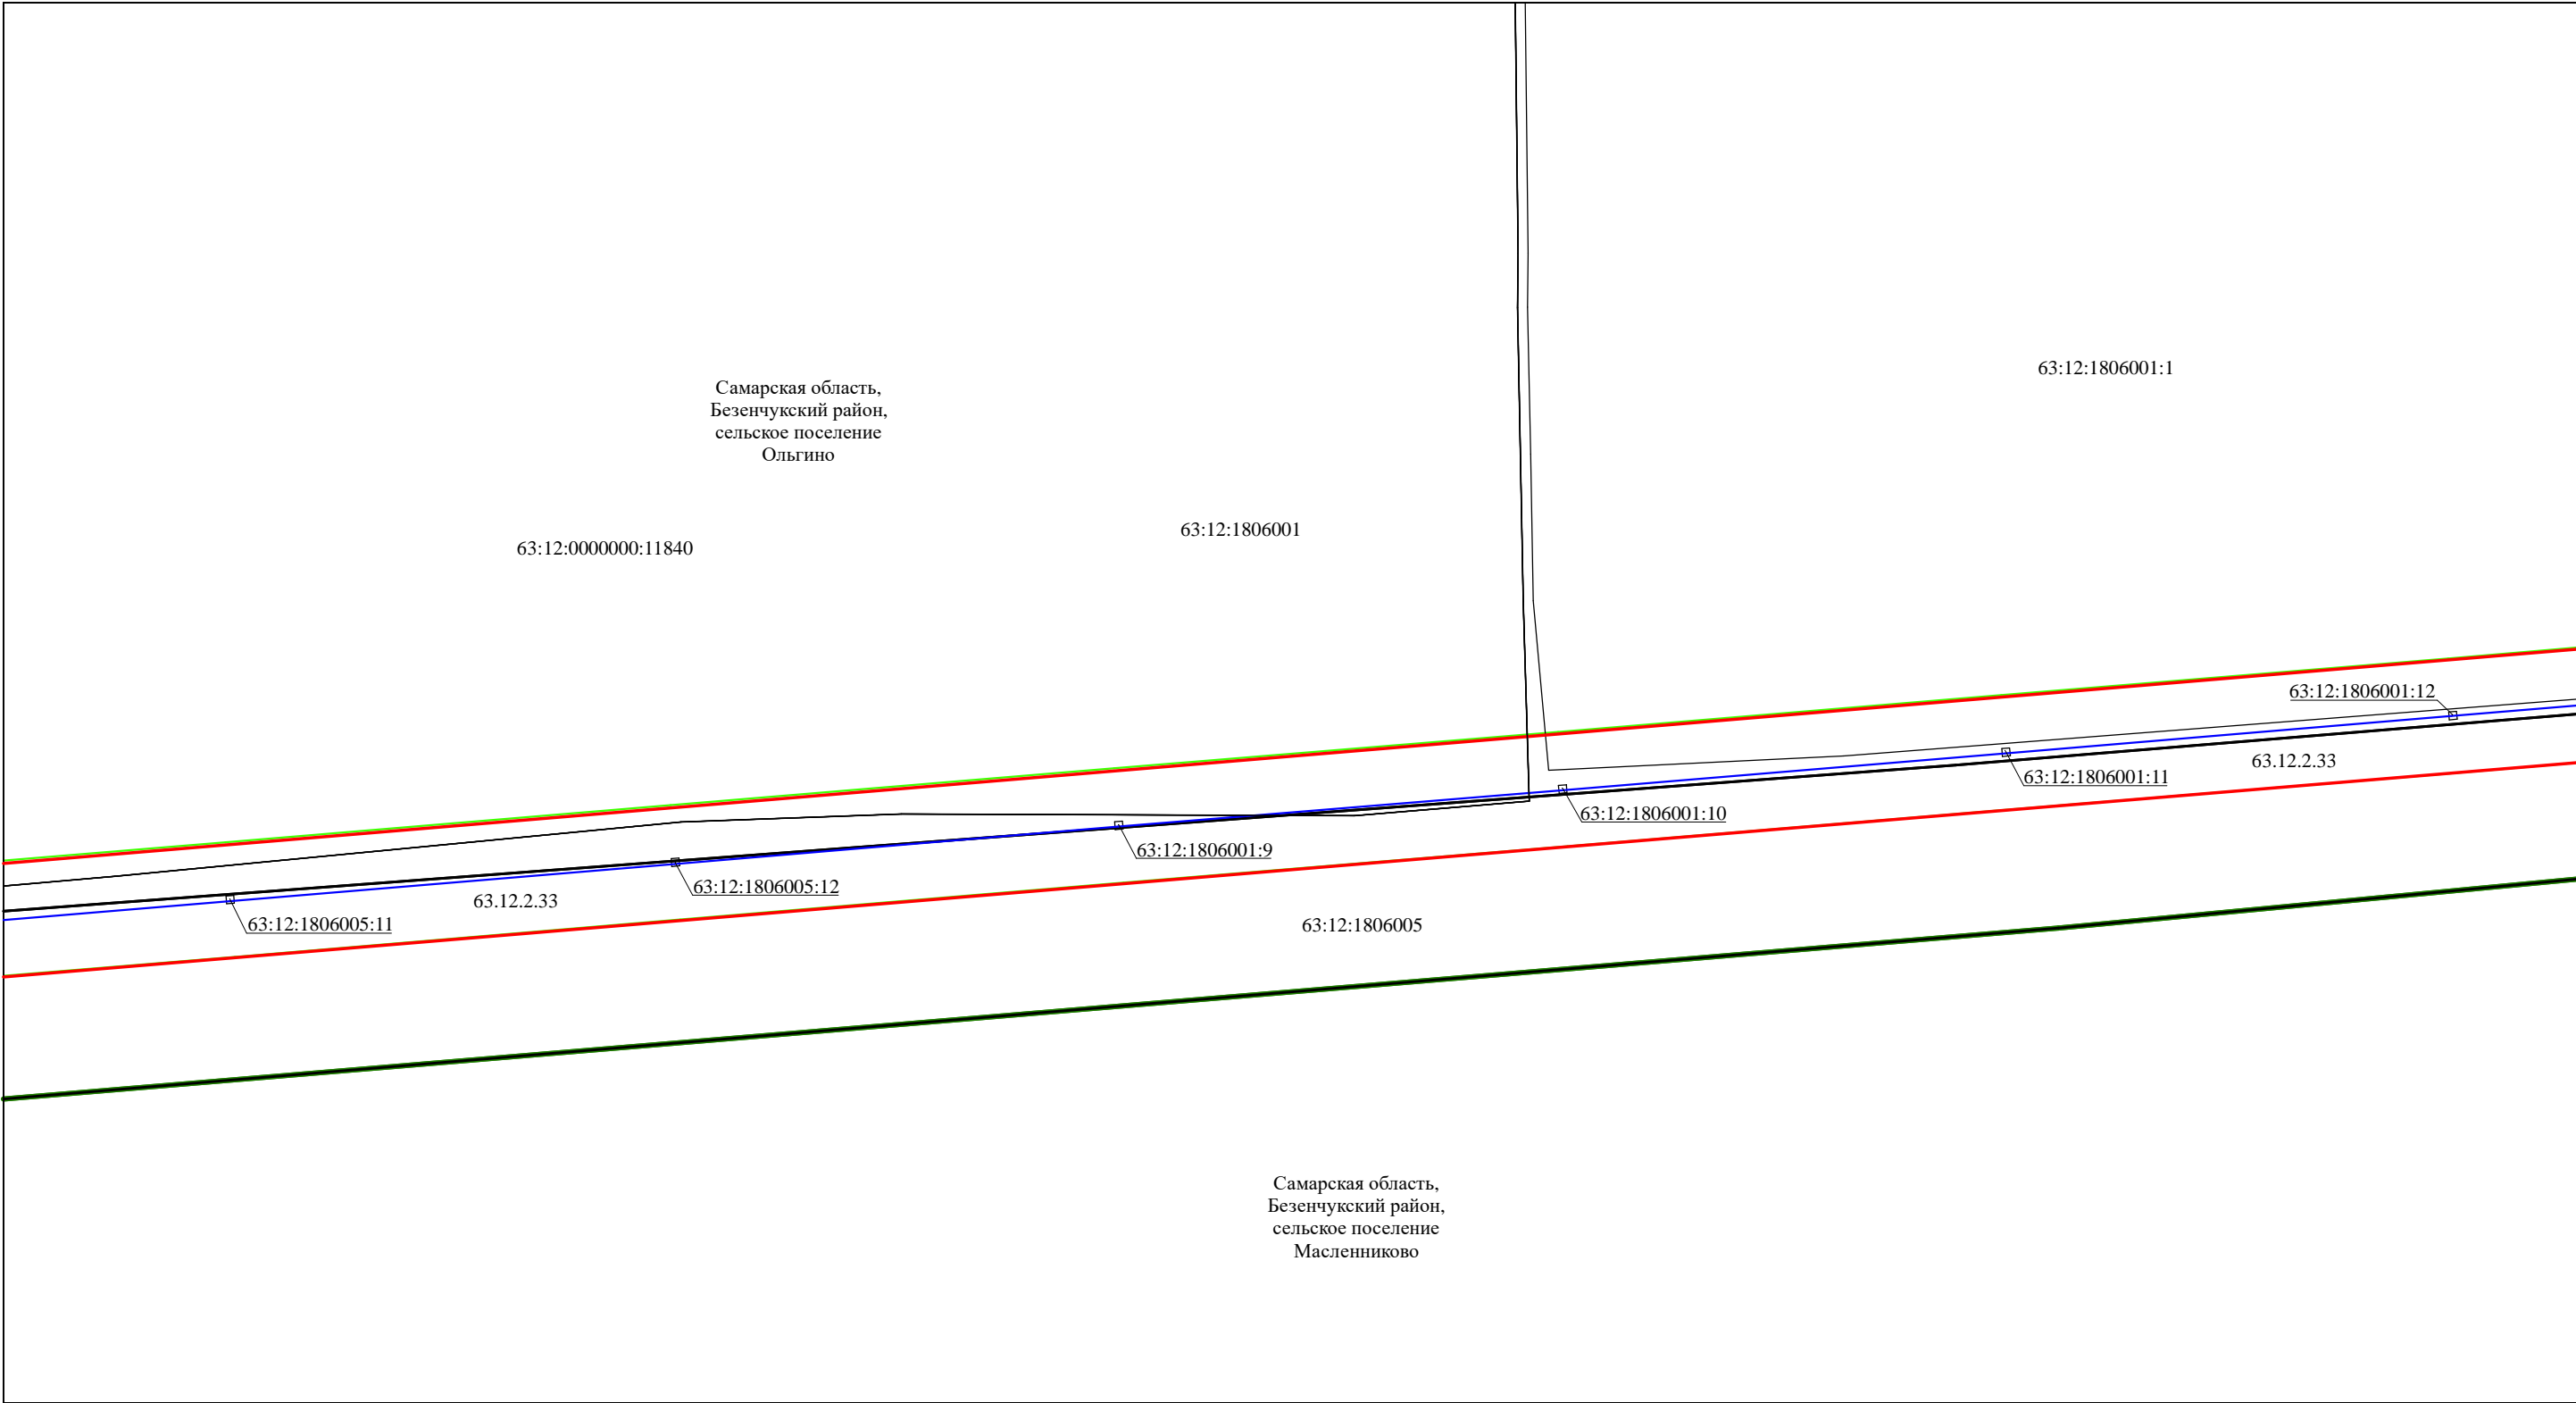 63:12:1806001:1
Самарская область,
Безенчукский район,
сельское поселение
Ольгино
63:12:1806001
63:12:0000000:11840
63:12:1806001:12
63.12.2.33
63:12:1806001:11
63:12:1806001:10
63:12:1806001:9
63:12:1806005:12
63.12.2.33
63:12:1806005:11
63:12:1806005
Самарская область,
Безенчукский район,
сельское поселение
Масленниково